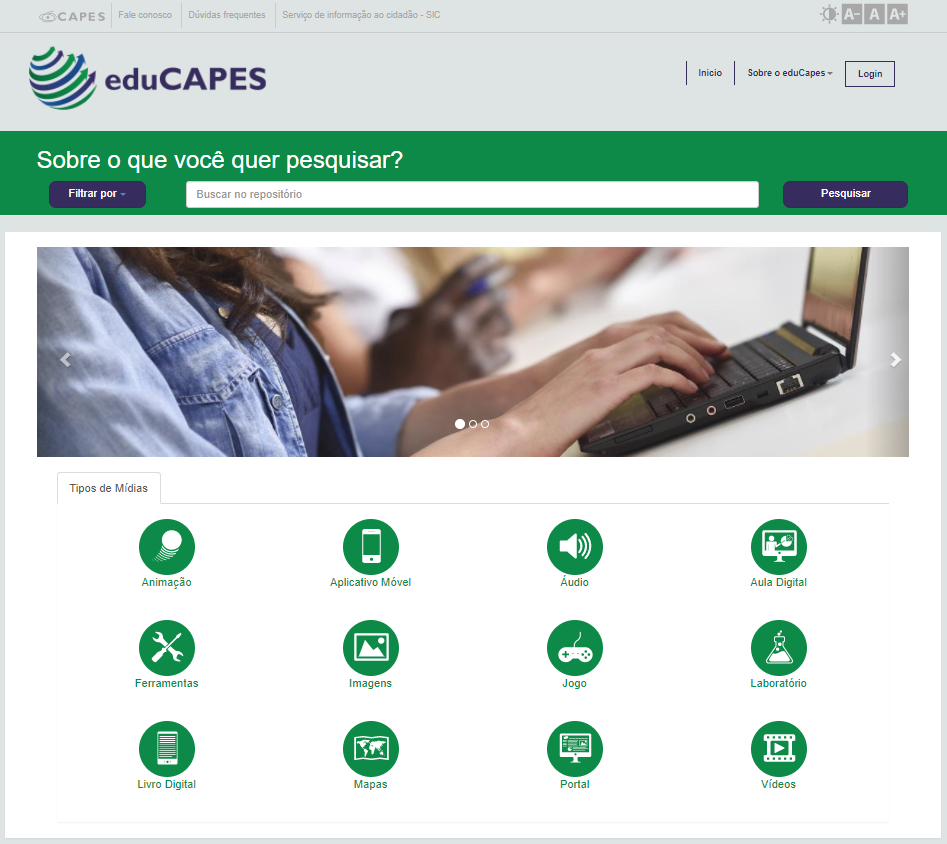 CAPES Fale conosco Dúvidas frequentes Serviço de informação ao cidadão - SIC A- A A+
eduCAPES
Inicio Sobre o eduCapes Login
Sobre o que você quer pesquisar?
Filtrar por Buscar no repositório Pesquisar
Tipos de Mídias
Animação Aplicativo Móvel Áudio Aula Digital
Ferramentas Imagens Jogo Laboratório
Livro Digital Mapas Portal Vídeos